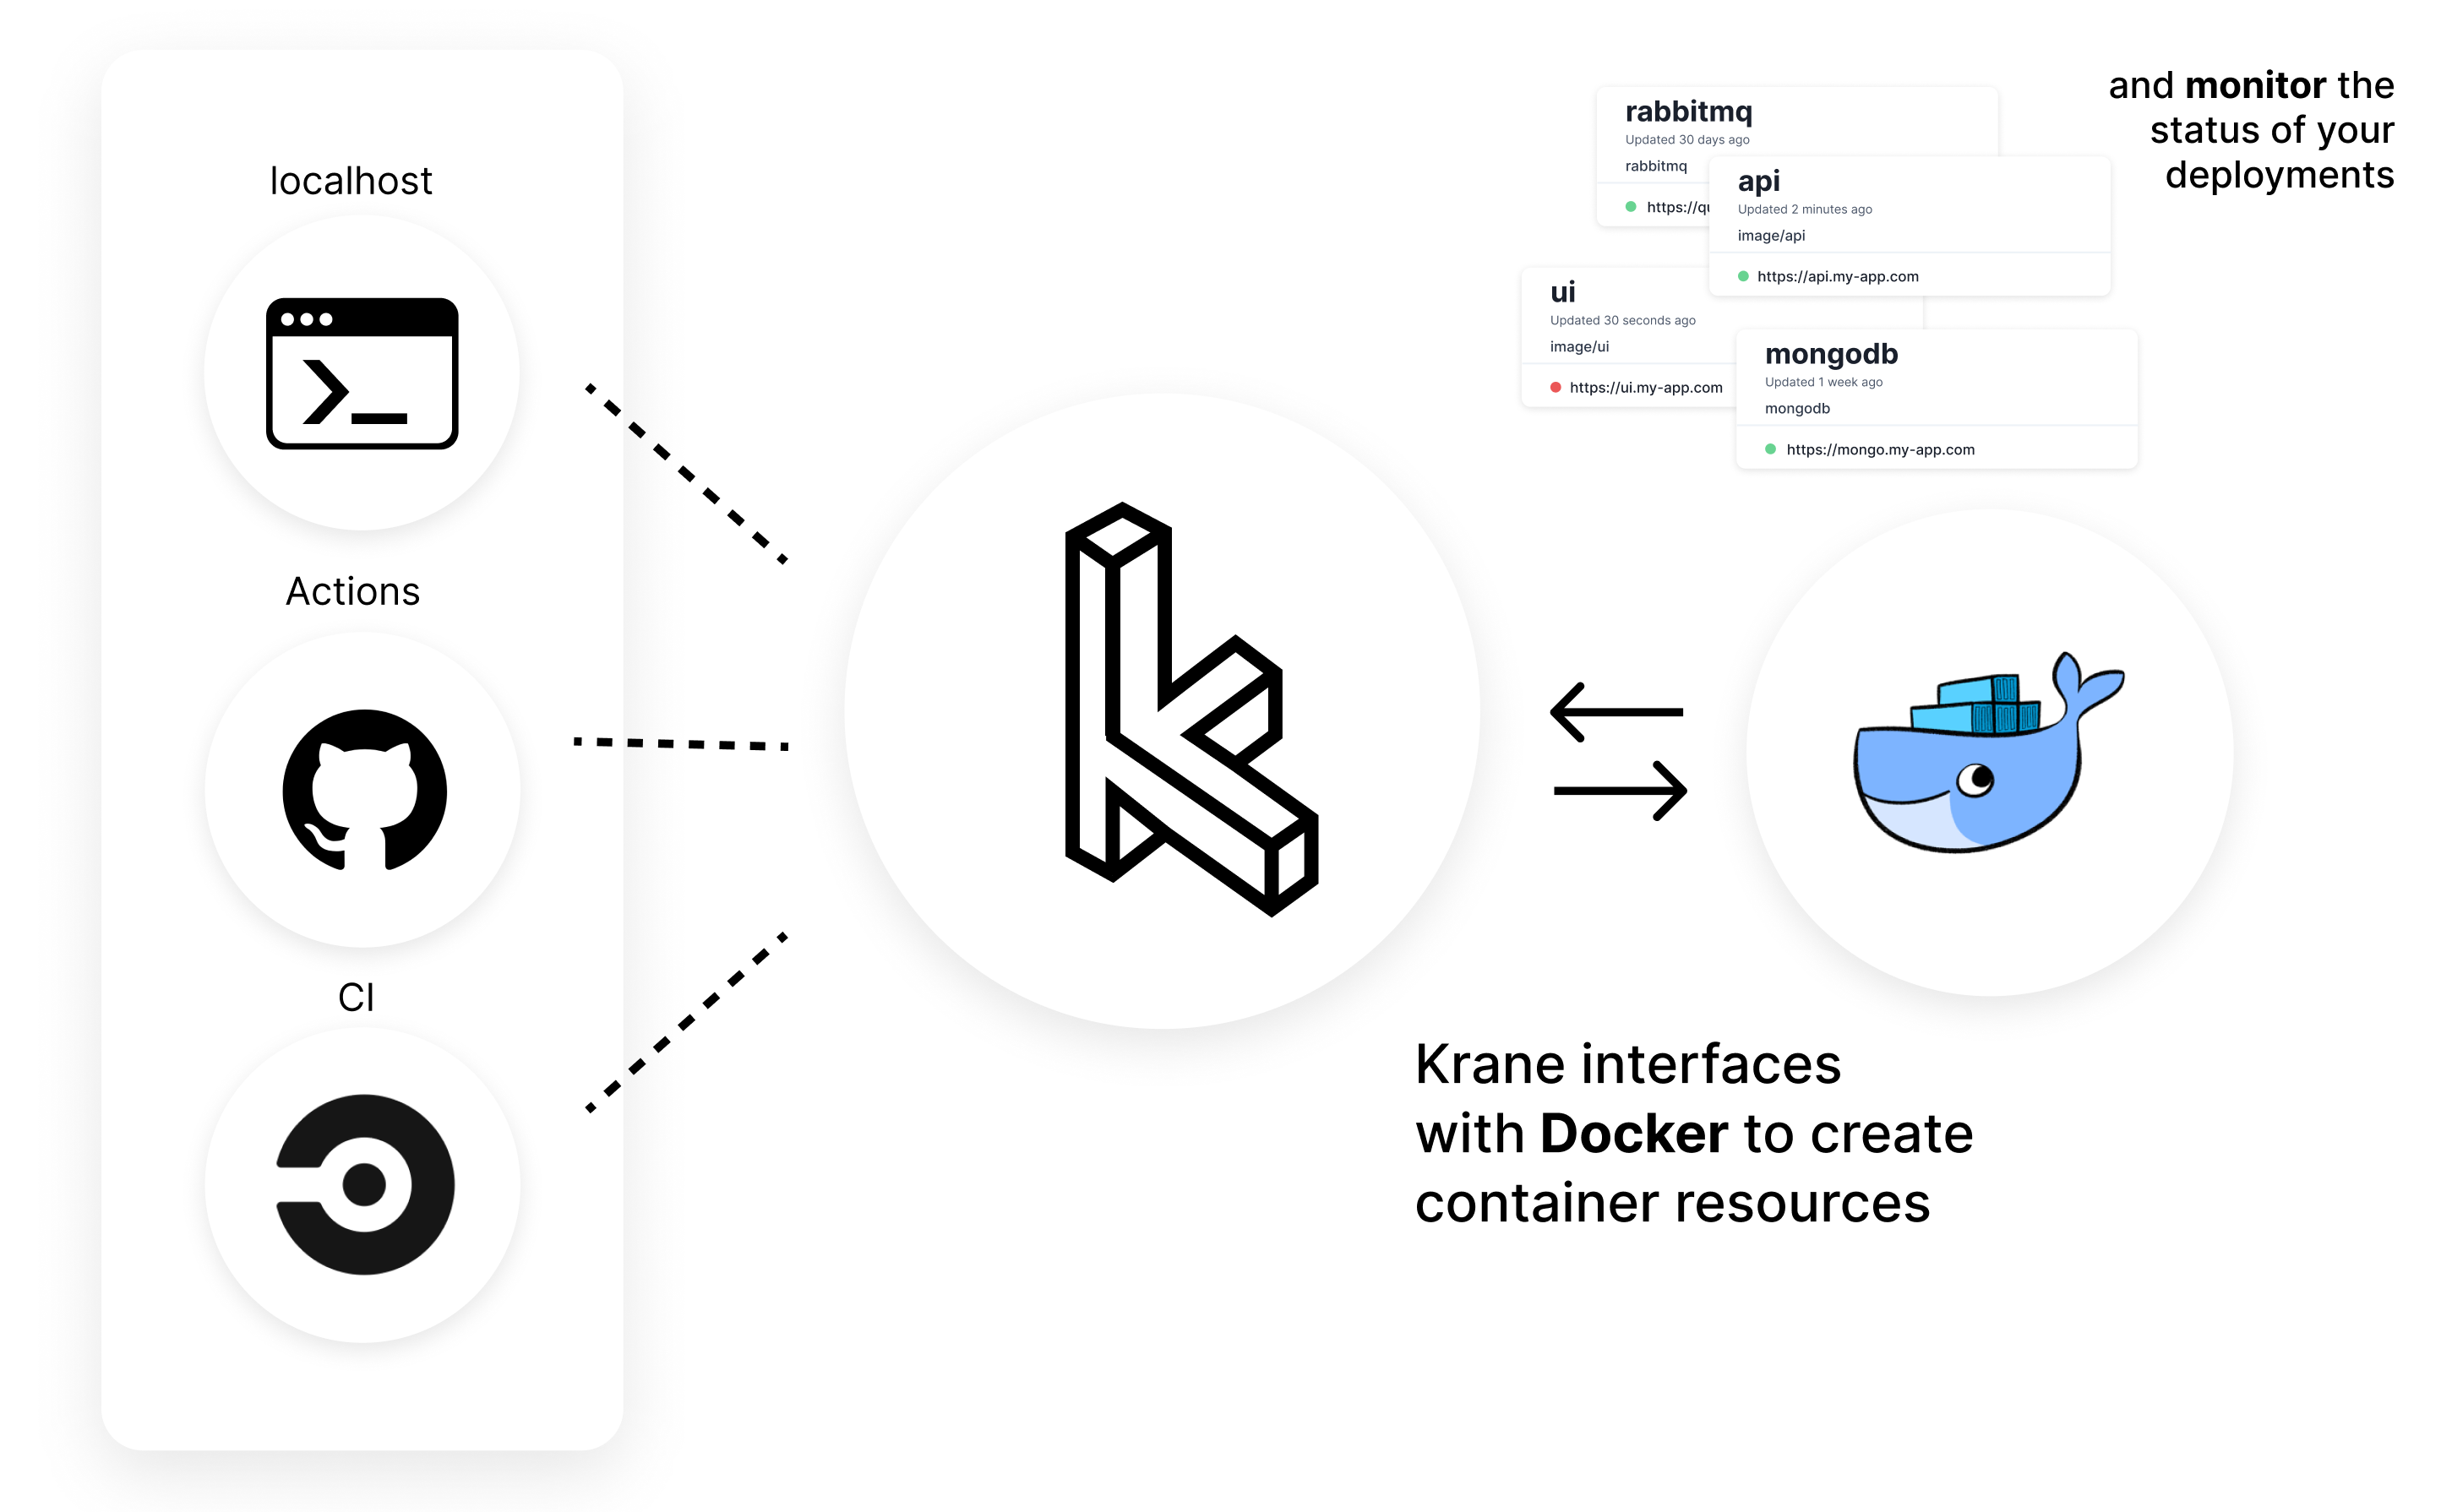 localhost
Actions
CI
rabbitmq
Updated 30 days ago
rabbitmq
https://qu
api
Updated 2 minutes ago
image/api
https://api.my-app.com
ui
Updated 30 seconds ago
image/ui
https://ui.my-app.com
mongodb
Updated 1 week ago
mongodb
https://mongo.my-app.com
and monitor the
status of your
deployments
Krane interfaces
with Docker to create
container resources